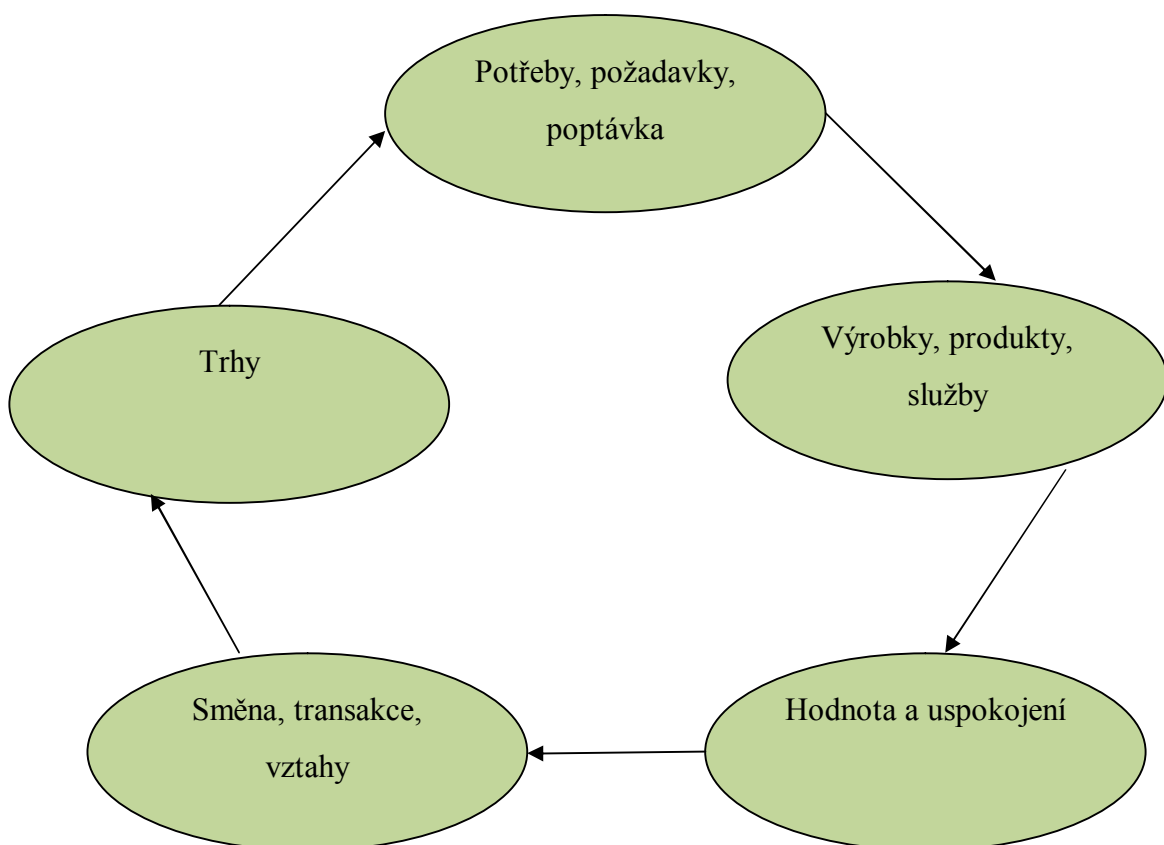 Potřeby, požadavky,
poptávka
Výrobky, produkty,
služby
Hodnota a uspokojení
Směna, transakce,
vztahy
Trhy